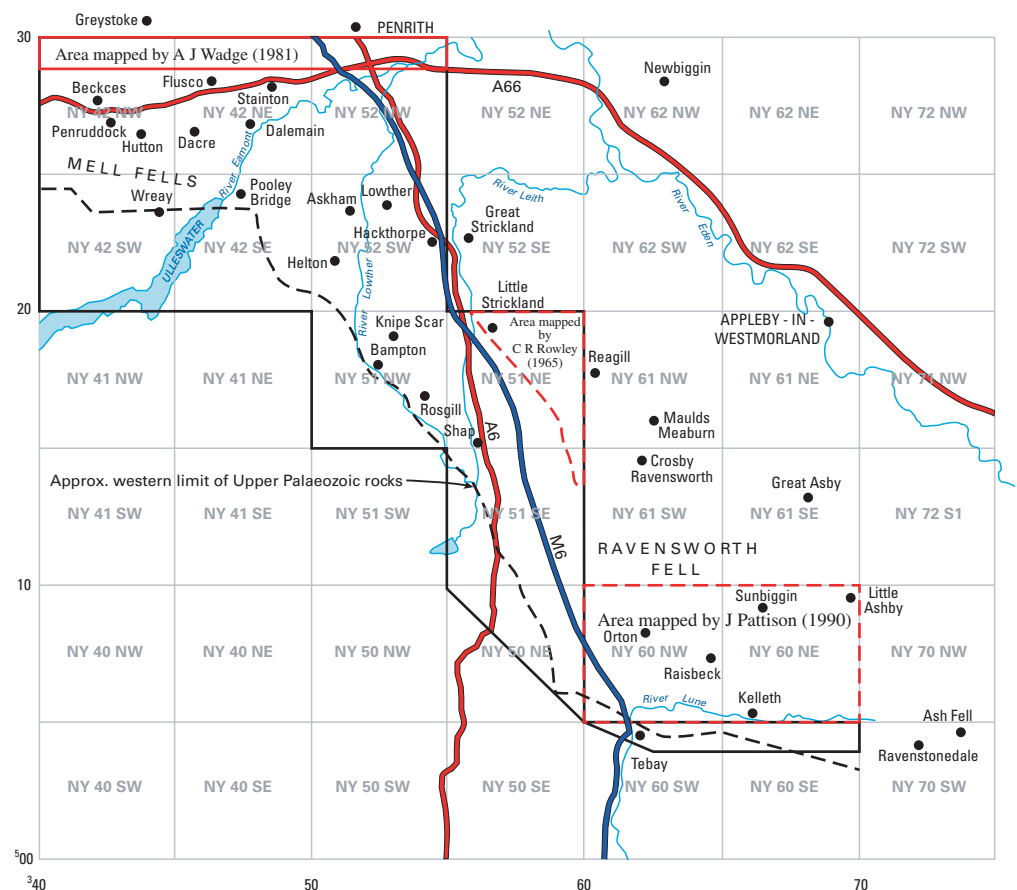 Greystoke
PENRITH
30
Area mapped by A J Wadge (1981)
Beckces
Flusco
Stainton
A66
Newbiggin
NY 42 NW
NY 42 NE
NY 52 NW
NY 52 NE
NY 62 NW
NY 62 NE
NY 72 NW
Penruddock
Hutton
Dacre
Dalemain
MELL FELLS
River Eamont
Wreay
Pooley
Bridge
Askham
Lowther
River Leith
River
Eden
Great
Strickland
Hackthorpe
ULLESWATER
NY 42 SW
NY 42 SE
NY 52 SW
NY 52 SE
NY 62 SW
NY 62 SE
NY 72 SW
Helton
River Lowther
Little
Strickland
20
Knipe Scar
Bampton
Area mapped
by
C R Rowley
(1965)
Reagill
APPLEBY - IN -
WESTMORLAND
NY 41 NW
NY 41 NE
NY 51 NW
NY 51 NE
NY 61 NW
NY 61 NE
NY 71 NW
Rosgill
Shap
A6
Maulds
Meaburn
Crosby
Ravensworth
Approx. western limit of Upper Palaeozoic rocks
Great Asby
NY 41 SW
NY 41 SE
NY 51 SW
NY 51 SE
NY 61 SW
NY 61 SE
NY 72 S1
M6
RAVENSWORTH
FELL
10
Sunbiggin
Little
Ashby
Area mapped by J Pattison (1990)
Orton
NY 40 NW
NY 40 NE
NY 50 NW
NY 50 NE
NY 60 NW
NY 60 NE
NY 70 NW
Raisbeck
River Lune
Kelleth
Ash Fell
Ravenstonedale
Tebay
NY 40 SW
NY 40 SE
NY 50 SW
NY 50 SE
NY 60 SW
NY 60 SE
NY 70 SW
500
340
50
60
70